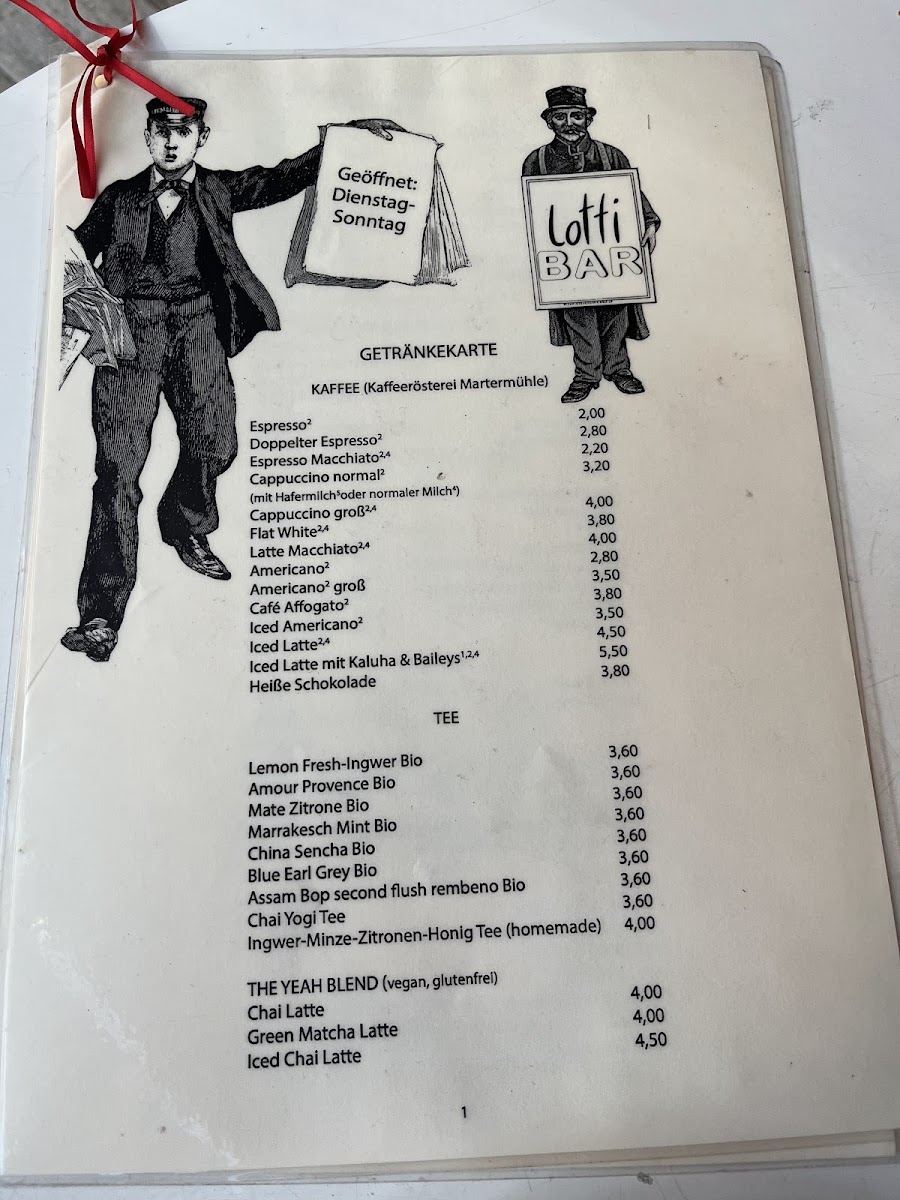 Geöffnet:
Dienstag-
Sonntag
Lotti
BAR
GETRÄNKEKARTE
KAFFEE (Kaffeerösterei Martermühle)
Espresso² 2,00
Doppelter Espresso² 2,80
Espresso Macchiato²,⁴ 2,20
Cappuccino normal² 3,20
(mit Hafermilch⁵oder normaler Milch⁴)
Cappuccino groß²,⁴ 4,00
Flat White²,⁴ 3,80
Latte Macchiato²,⁴ 4,00
Americano² 2,80
Americano² groß 3,50
Café Affogato² 3,80
Iced Americano² 3,50
Iced Latte²,⁴ 4,50
Iced Latte mit Kaluha & Baileys¹,²,⁴ 5,50
Heiße Schokolade 3,80
TEE
Lemon Fresh-Ingwer Bio 3,60
Amour Provence Bio 3,60
Mate Zitrone Bio 3,60
Marrakesch Mint Bio 3,60
China Sencha Bio 3,60
Blue Earl Grey Bio 3,60
Assam Bop second flush rembeno Bio 3,60
Chai Yogi Tee 3,60
Ingwer-Minze-Zitronen-Honig Tee (homemade) 4,00
THE YEAH BLEND (vegan, glutenfrei)
Chai Latte 4,00
Green Matcha Latte 4,00
Iced Chai Latte 4,50
1